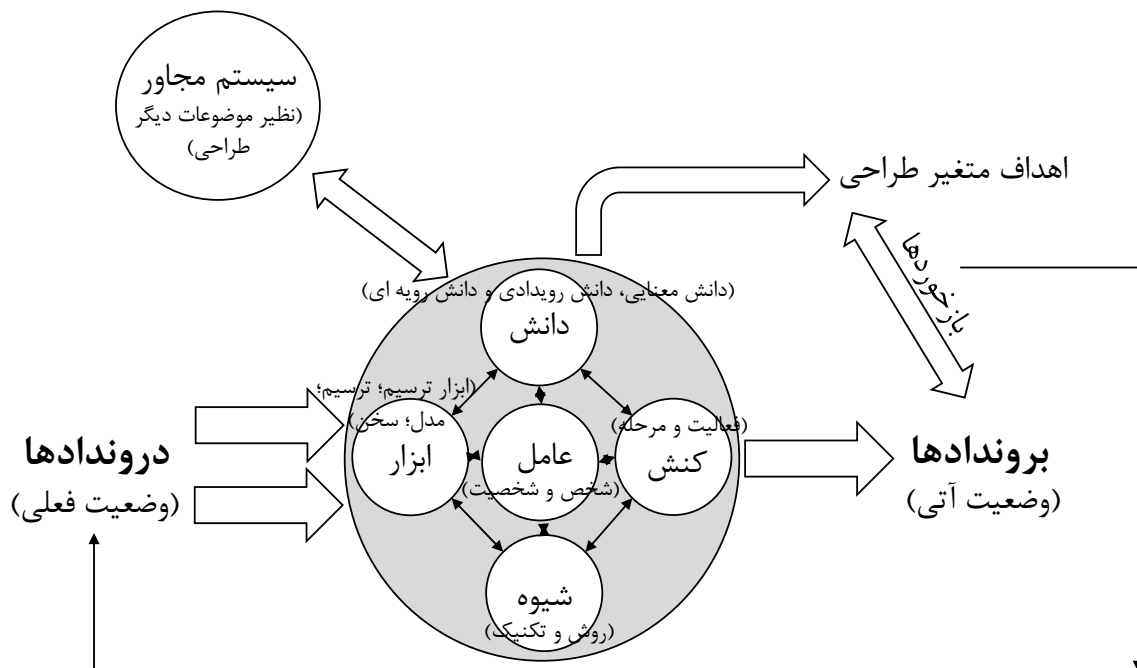 سیستم مجاور
(نظیر موضوعات دیگر
طراحی)
اهداف متغیر طراحی
بازخوردها
(دانش معنایی، دانش رویدادی و دانش رویه ای)
دانش
(ابزار ترسیم؛ ترسیم؛
مدل؛ سخن)
ابزار
عامل
(شخص و شخصیت)
(فعالیت و مرحله)
کنش
شیوه
(روش و تکنیک)
دروندادها
(وضعیت فعلی)
بروندادها
(وضعیت آتی)